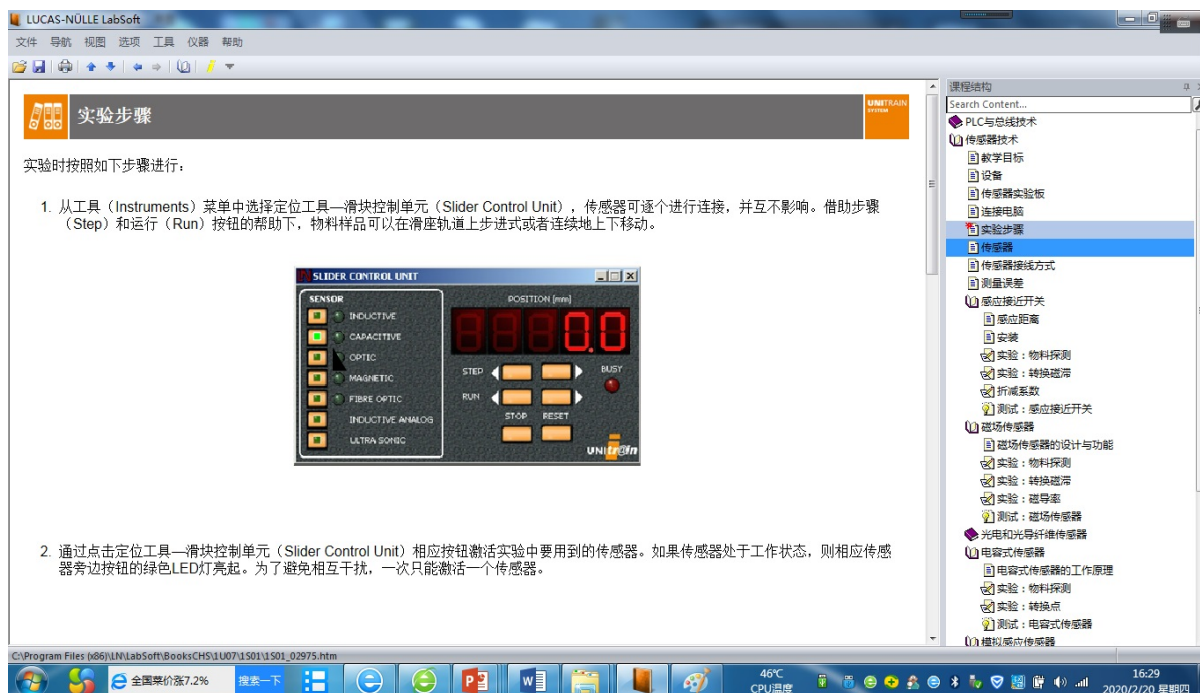 LUCAS-NÜLLE LabSoft
文件 导航 视图 选项 工具 仪器 帮助
实验步骤
UNITRAIN
SYSTEM
实验时按照如下步骤进行：
1. 从工具（Instruments）菜单中选择定位工具—滑块控制单元（Slider Control Unit），传感器可逐个进行连接，并互不影响。借助步骤
（Step）和运行（Run）按钮的帮助下，物料样品可以在滑座轨道上步进式或者连续地上下移动。
SLIDER CONTROL UNIT
SENSOR
INDUCTIVE
CAPACITIVE
OPTIC
MAGNETIC
FIBRE OPTIC
INDUCTIVE ANALOG
ULTRA SONIC
POSITION [mm]
0.0
STEP
BUSY
RUN
STOP RESET
UNItr@in
2. 通过点击定位工具—滑块控制单元（Slider Control Unit）相应按钮激活实验中要用到的传感器。如果传感器处于工作状态，则相应传感
器旁边按钮的绿色LED灯亮起。为了避免相互干扰，一次只能激活一个传感器。
课程结构
Search Content...
PLC与总线技术
传感器技术
教学目标
设备
传感器实验板
连接电脑
实验步骤
传感器
传感器接线方式
测量误差
感应接近开关
感应距离
安装
实验：物料探测
实验：转换磁滞
折减系数
测试：感应接近开关
磁场传感器
磁场传感器的设计与功能
实验：物料探测
实验：转换磁滞
实验：磁导率
测试：磁场传感器
光电和光导纤维传感器
电容式传感器
电容式传感器的工作原理
实验：物料探测
实验：转换点
测试：电容式传感器
模拟感应传感器
C:\Program Files (x86)\LN\LabSoft\BooksCHS\1U07\1S01\1S01_02975.htm
全国菜价涨7.2% 搜索一下
46℃
CPU温度
16:29
2020/2/20 星期四